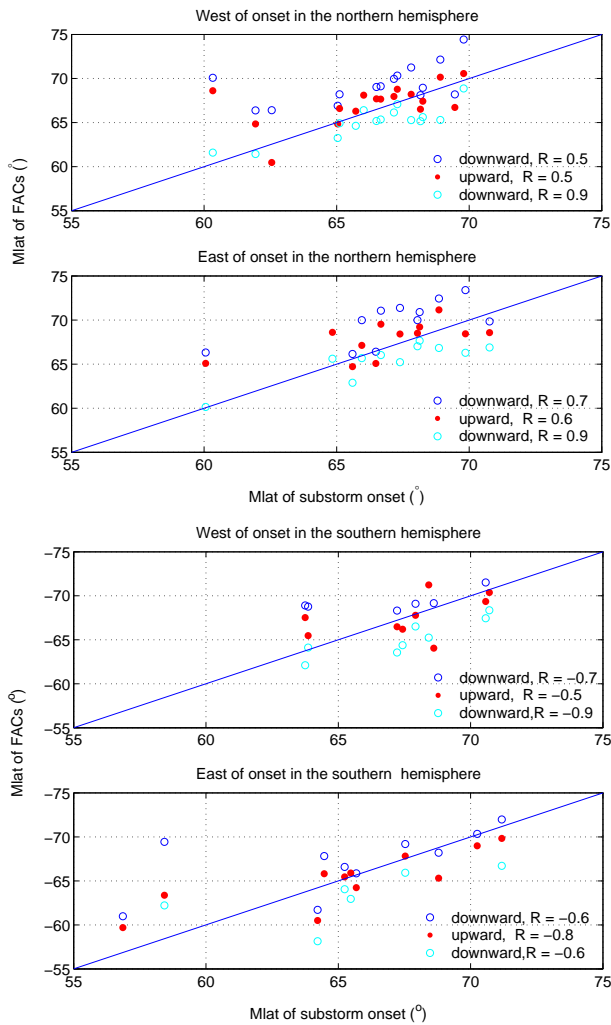 West of onset in the northern hemisphere
75
70
65
60
55
55 60 65 70 75
Mlat of FACs (°)
downward, R = 0.5
upward, R = 0.5
downward, R = 0.9
East of onset in the northern hemisphere
75
70
65
60
55
55 60 65 70 75
downward, R = 0.7
upward, R = 0.6
downward, R = 0.9
Mlat of substorm onset (°)
West of onset in the southern hemisphere
−75
−70
−65
−60
−55
55 60 65 70 75
Mlat of FACs (°)
downward, R = −0.7
upward, R = −0.5
downward,R = −0.9
East of onset in the southern hemisphere
−75
−70
−65
−60
−55
55 60 65 70 75
downward, R = −0.6
upward, R = −0.8
downward,R = −0.6
Mlat of substorm onset (°)